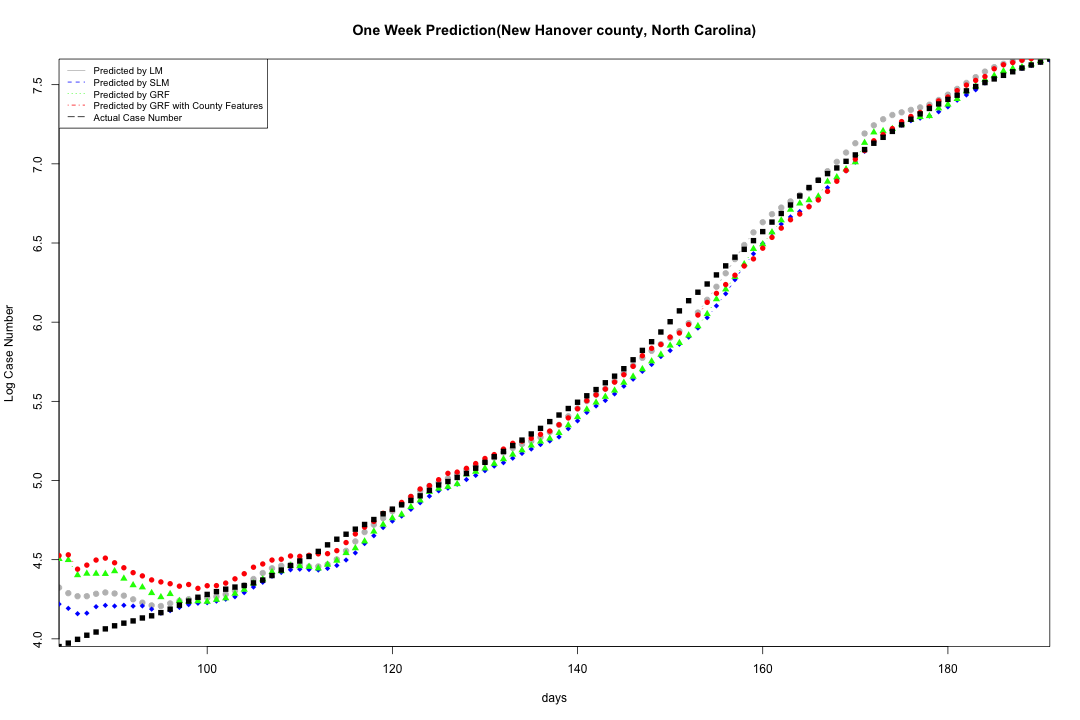 One Week Prediction(New Hanover county, North Carolina)
Predicted by LM
Predicted by SLM
Predicted by GRF
Predicted by GRF with County Features
Actual Case Number
Log Case Number
7.5
7.0
6.5
6.0
5.5
5.0
4.5
4.0
100 120 140 160 180
days